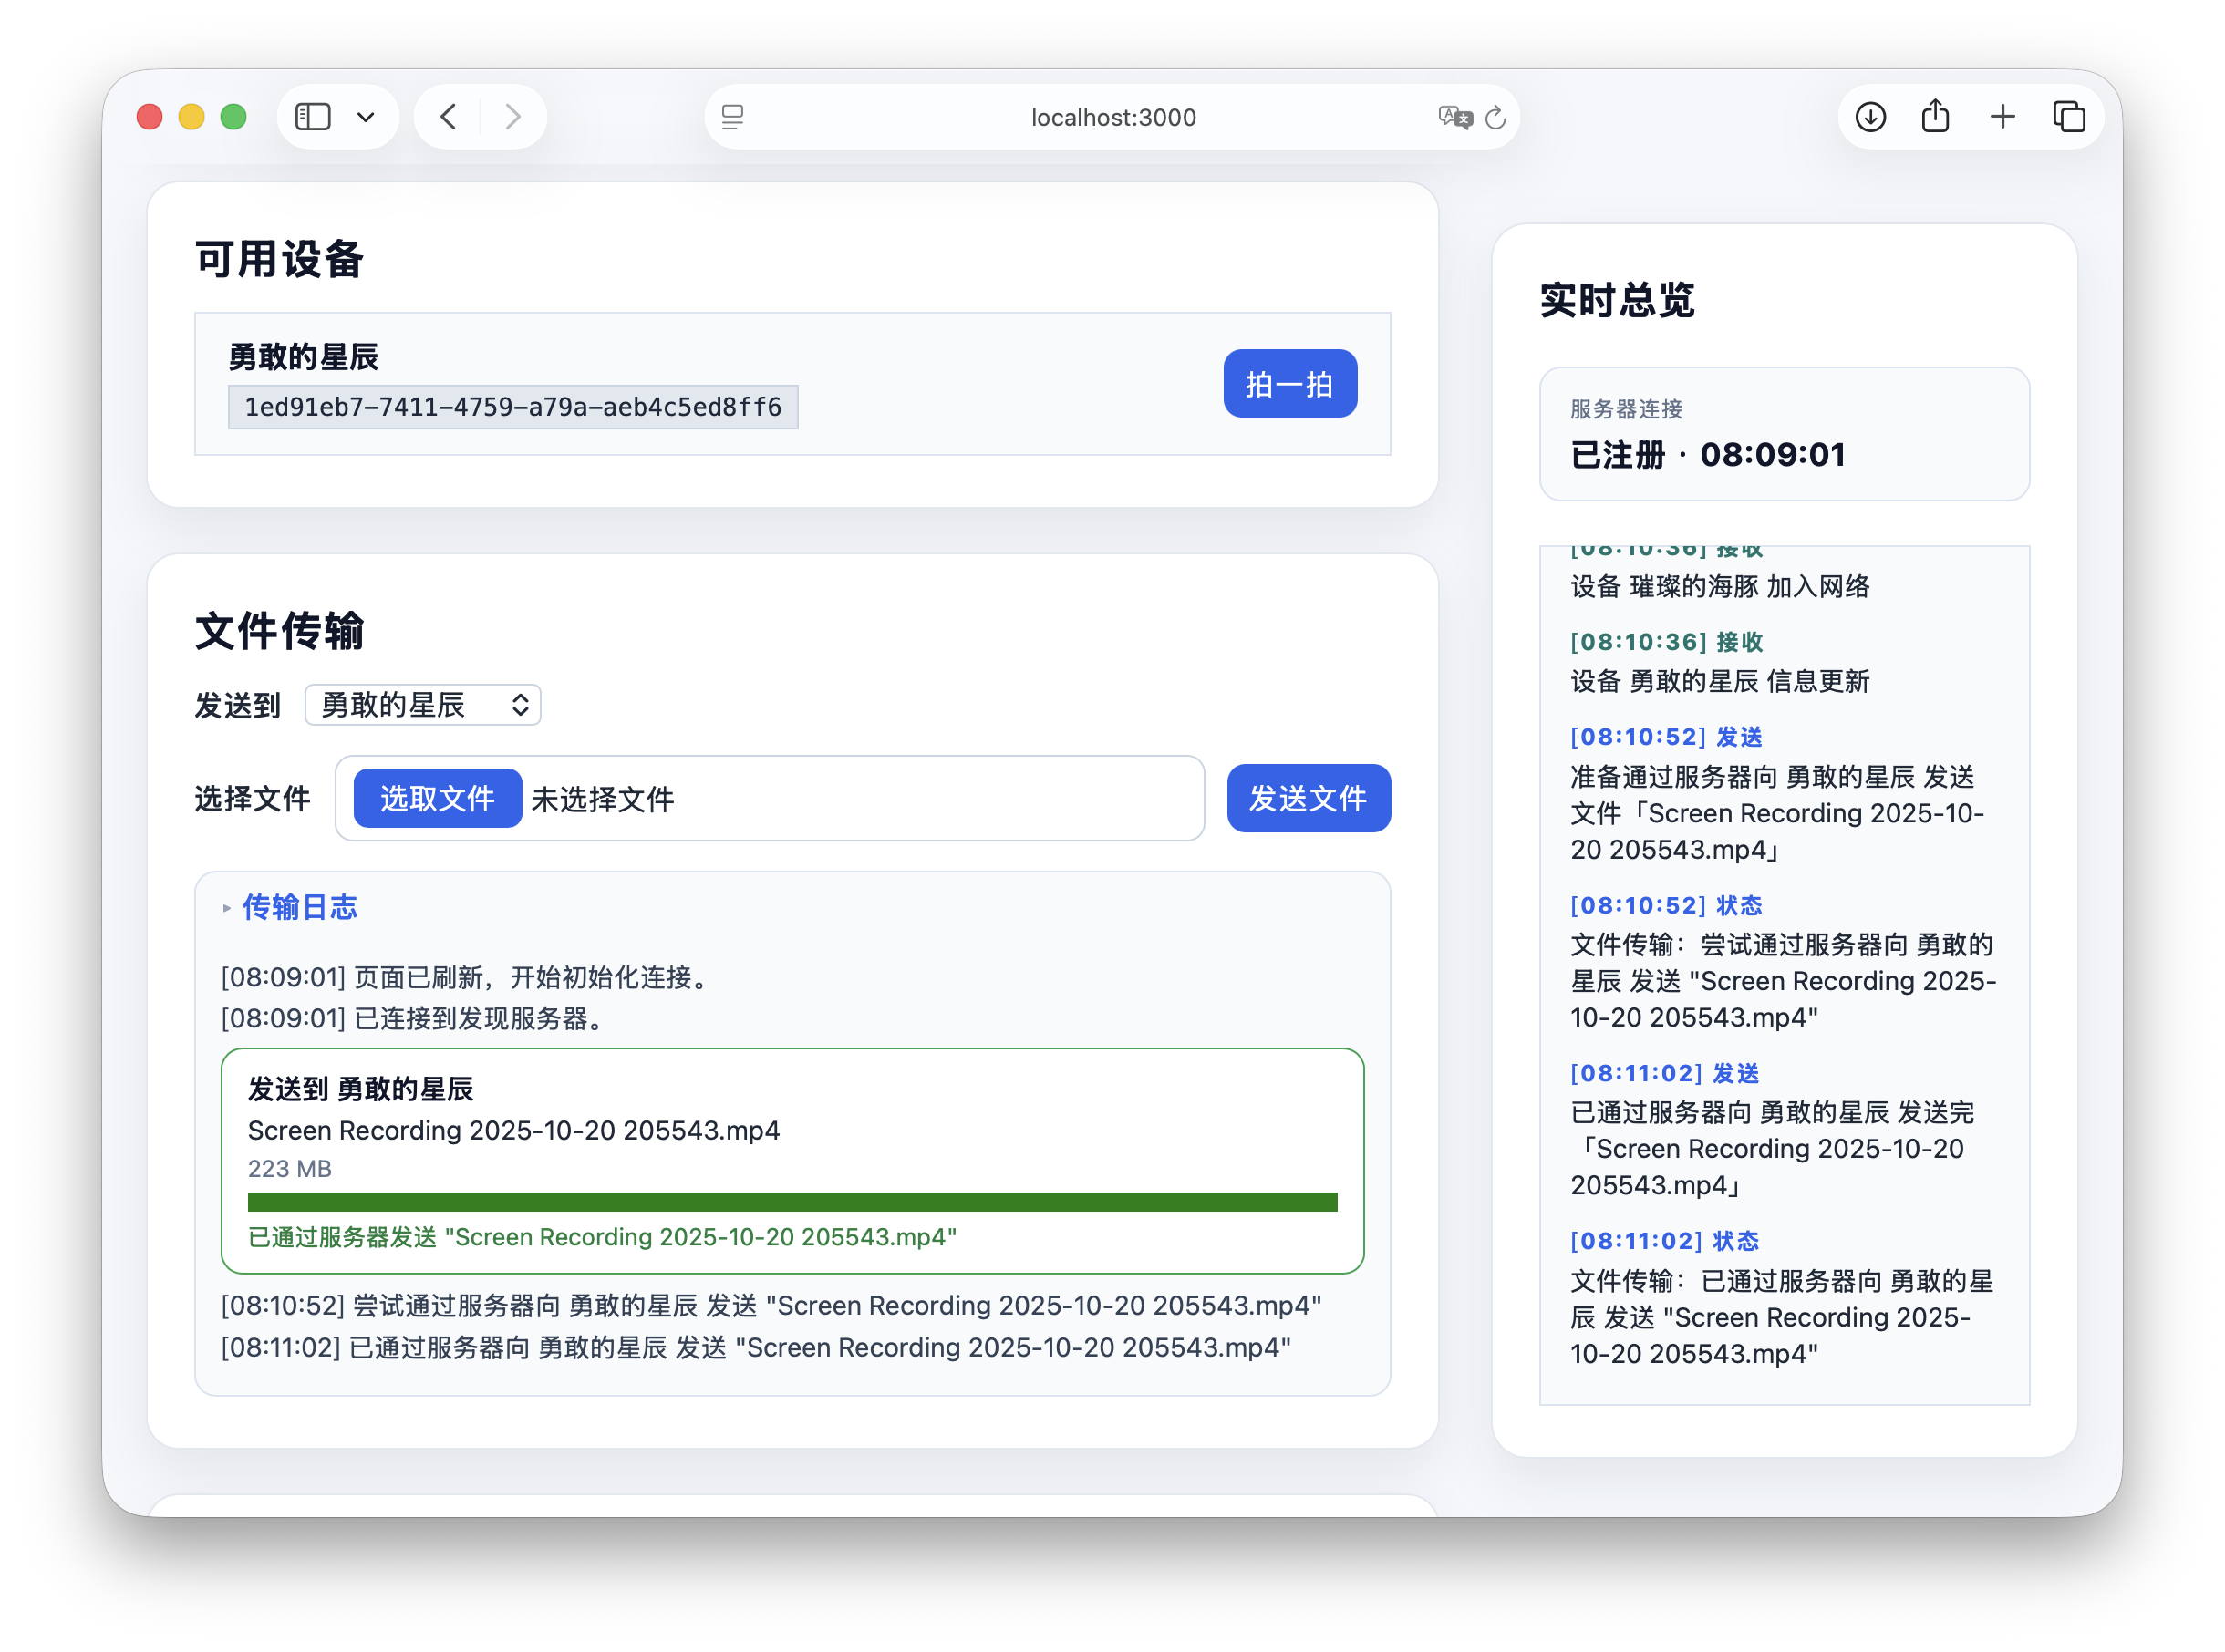 localhost:3000
可用设备
勇敢的星辰
1ed91eb7-7411-4759-a79a-aeb4c5ed8ff6
拍一拍
文件传输
发送到 勇敢的星辰
选择文件 选取文件 未选择文件 发送文件
传输日志
[08:09:01] 页面已刷新，开始初始化连接。
[08:09:01] 已连接到发现服务器。
发送到 勇敢的星辰
Screen Recording 2025-10-20 205543.mp4
223 MB
已通过服务器发送 "Screen Recording 2025-10-20 205543.mp4"
[08:10:52] 尝试通过服务器向 勇敢的星辰 发送 "Screen Recording 2025-10-20 205543.mp4"
[08:11:02] 已通过服务器向 勇敢的星辰 发送 "Screen Recording 2025-10-20 205543.mp4"
实时总览
服务器连接
已注册 · 08:09:01
[08:10:36] 接收
设备 璀璨的海豚 加入网络
[08:10:36] 接收
设备 勇敢的星辰 信息更新
[08:10:52] 发送
准备通过服务器向 勇敢的星辰 发送
文件「Screen Recording 2025-10-
20 205543.mp4」
[08:10:52] 状态
文件传输：尝试通过服务器向 勇敢的
星辰 发送 "Screen Recording 2025-
10-20 205543.mp4"
[08:11:02] 发送
已通过服务器向 勇敢的星辰 发送完
「Screen Recording 2025-10-20
205543.mp4」
[08:11:02] 状态
文件传输：已通过服务器向 勇敢的星
辰 发送 "Screen Recording 2025-
10-20 205543.mp4"